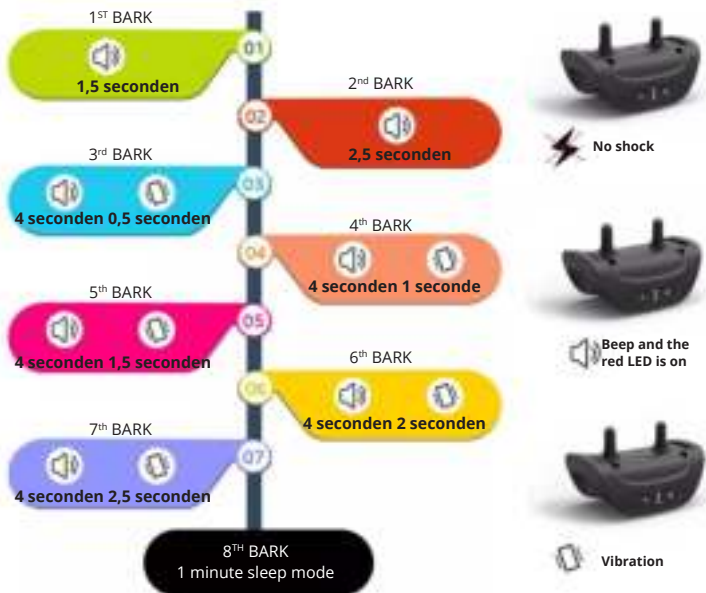 1ST BARK
01
1,5 seconden
2nd BARK
02
2,5 seconden
No shock
3rd BARK
03
4 seconden 0,5 seconden
4th BARK
04
4 seconden 1 seconde
5th BARK
05
4 seconden 1,5 seconden
Beep and the
red LED is on
6th BARK
06
4 seconden 2 seconden
7th BARK
07
4 seconden 2,5 seconden
8TH BARK
1 minute sleep mode
Vibration